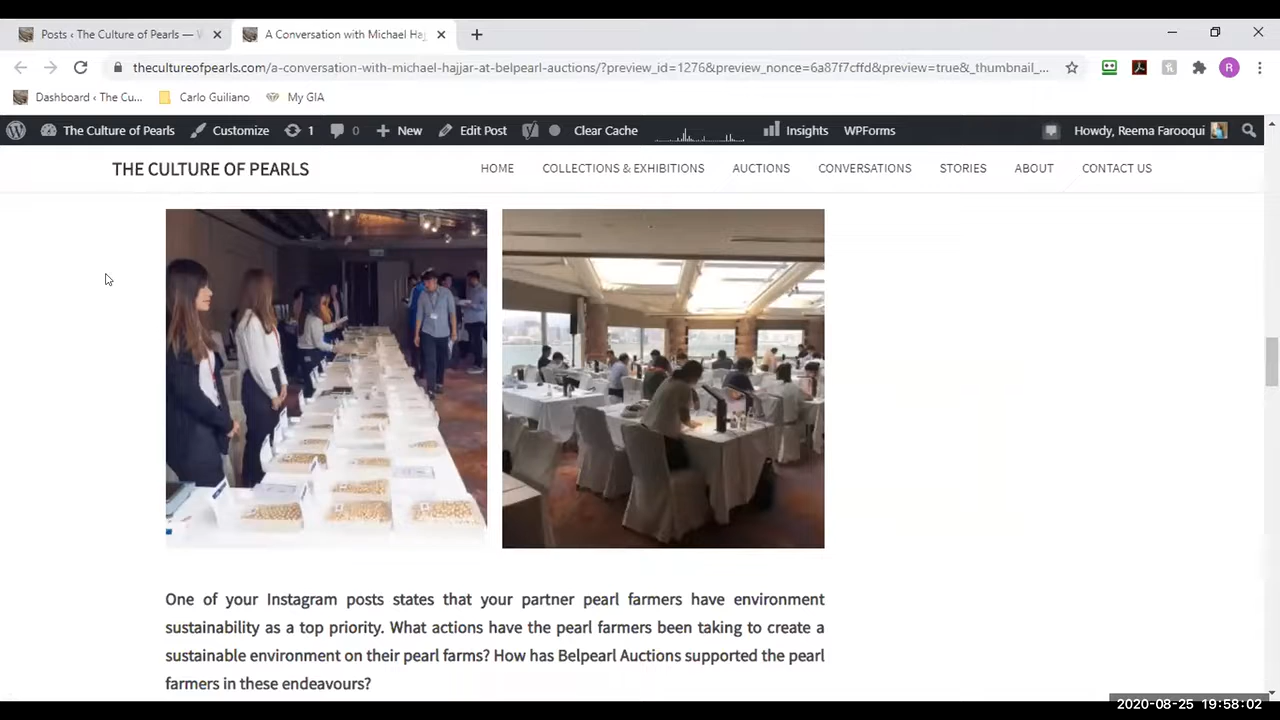 Posts ‹ The Culture of Pearls —
A Conversation with Michael Haj
thecultureofpearls.com/a-conversation-with-michael-hajjar-at-belpearl-auctions/?preview_id=1276&preview_nonce=6a87f7cffd&preview=true&_thumbnail_...
R
Dashboard ‹ The Cu...
Carlo Guiliano
My GIA
The Culture of Pearls
Customize
1
0
New
Edit Post
Clear Cache
Insights
WPForms
Howdy, Reema Farooqui
THE CULTURE OF PEARLS
HOME
COLLECTIONS & EXHIBITIONS
AUCTIONS
CONVERSATIONS
STORIES
ABOUT
CONTACT US
One of your Instagram posts states that your partner pearl farmers have environment
sustainability as a top priority. What actions have the pearl farmers been taking to create a
sustainable environment on their pearl farms? How has Belpearl Auctions supported the pearl
farmers in these endeavours?
2020-08-25 19:58:02